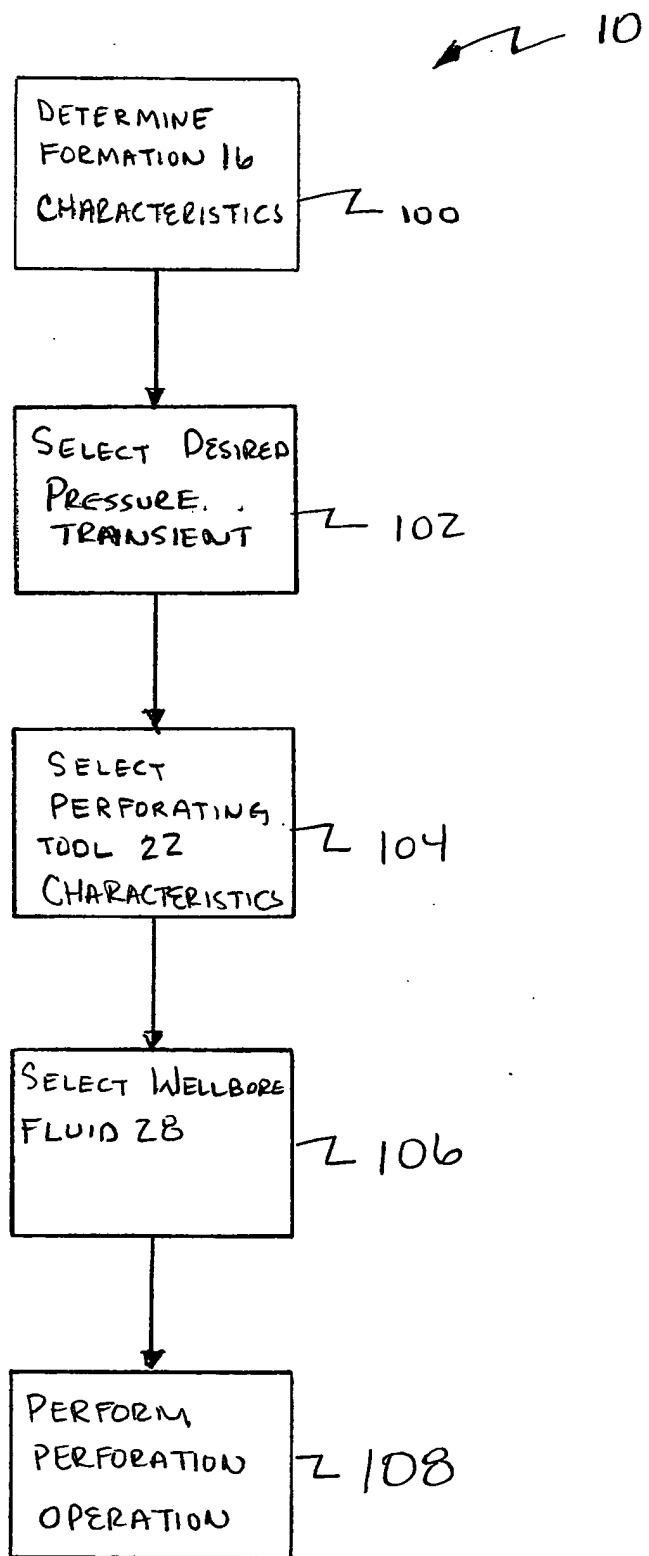 10
DETERMINE
FORMATION 16
CHARACTERISTICS
100
SELECT DESIRED
PRESSURE
TRANSIENT
102
SELECT
PERFORATING
TOOL 22
CHARACTERISTICS
104
SELECT WELLBORE
FLUID 28
106
PERFORM
PERFORATION
OPERATION
108